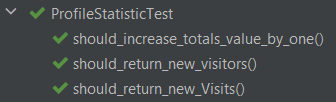 ProfileStatisticTest
should_increase_totals_value_by_one()
should_return_new_visitors()
should_return_new_Visits()